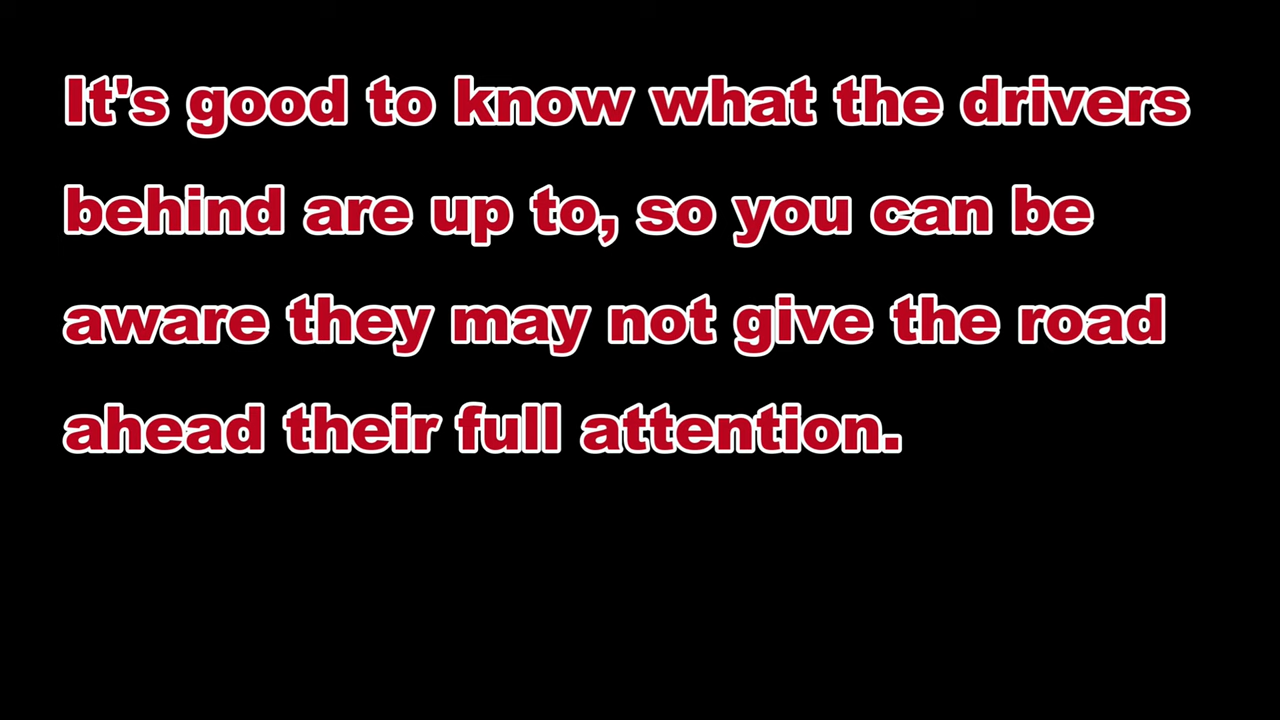 It's good to know what the drivers
behind are up to, so you can be
aware they may not give the road
ahead their full attention.